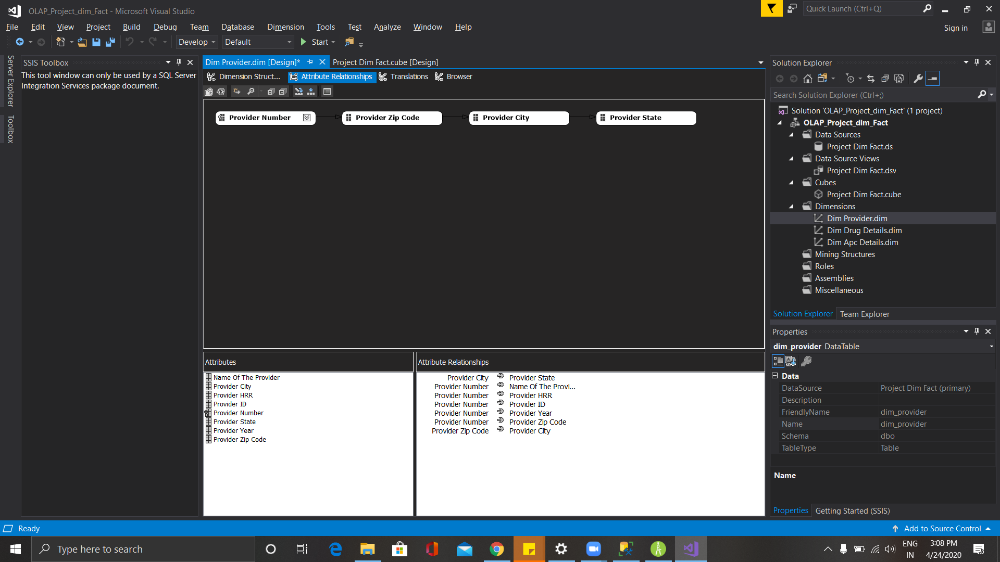 OLAP_Project_dim_Fact - Microsoft Visual Studio
Quick Launch (Ctrl+Q)
File Edit View Project Build Debug Team Database Dimension Tools Test Analyze Window Help
Sign in
Develop Default Start
Server Explorer
Toolbox
SSIS Toolbox
This tool window can only be used by a SQL Server
Integration Services package document.
Dim Provider.dim [Design]* Project Dim Fact.cube [Design]
Dimension Struct... Attribute Relationships Translations Browser
Provider Number Provider Zip Code Provider City Provider State
Attributes
Name Of The Provider
Provider City
Provider HRR
Provider ID
Provider Number
Provider State
Provider Year
Provider Zip Code
Attribute Relationships
Provider City Provider State
Provider Number Name Of The Provi...
Provider Number Provider HRR
Provider Number Provider ID
Provider Number Provider Year
Provider Number Provider Zip Code
Provider Zip Code Provider City
Solution Explorer
Search Solution Explorer (Ctrl+;)
Solution 'OLAP_Project_dim_Fact' (1 project)
OLAP_Project_dim_Fact
Data Sources
Project Dim Fact.ds
Data Source Views
Project Dim Fact.dsv
Cubes
Project Dim Fact.cube
Dimensions
Dim Provider.dim
Dim Drug Details.dim
Dim Apc Details.dim
Mining Structures
Roles
Assemblies
Miscellaneous
Solution Explorer Team Explorer
Properties
dim_provider DataTable
Data
DataSource Project Dim Fact (primary)
Description
FriendlyName dim_provider
Name dim_provider
Schema dbo
TableType Table
Name
Properties Getting Started (SSIS)
Ready
Add to Source Control
Type here to search
ENG
IN
3:08 PM
4/24/2020